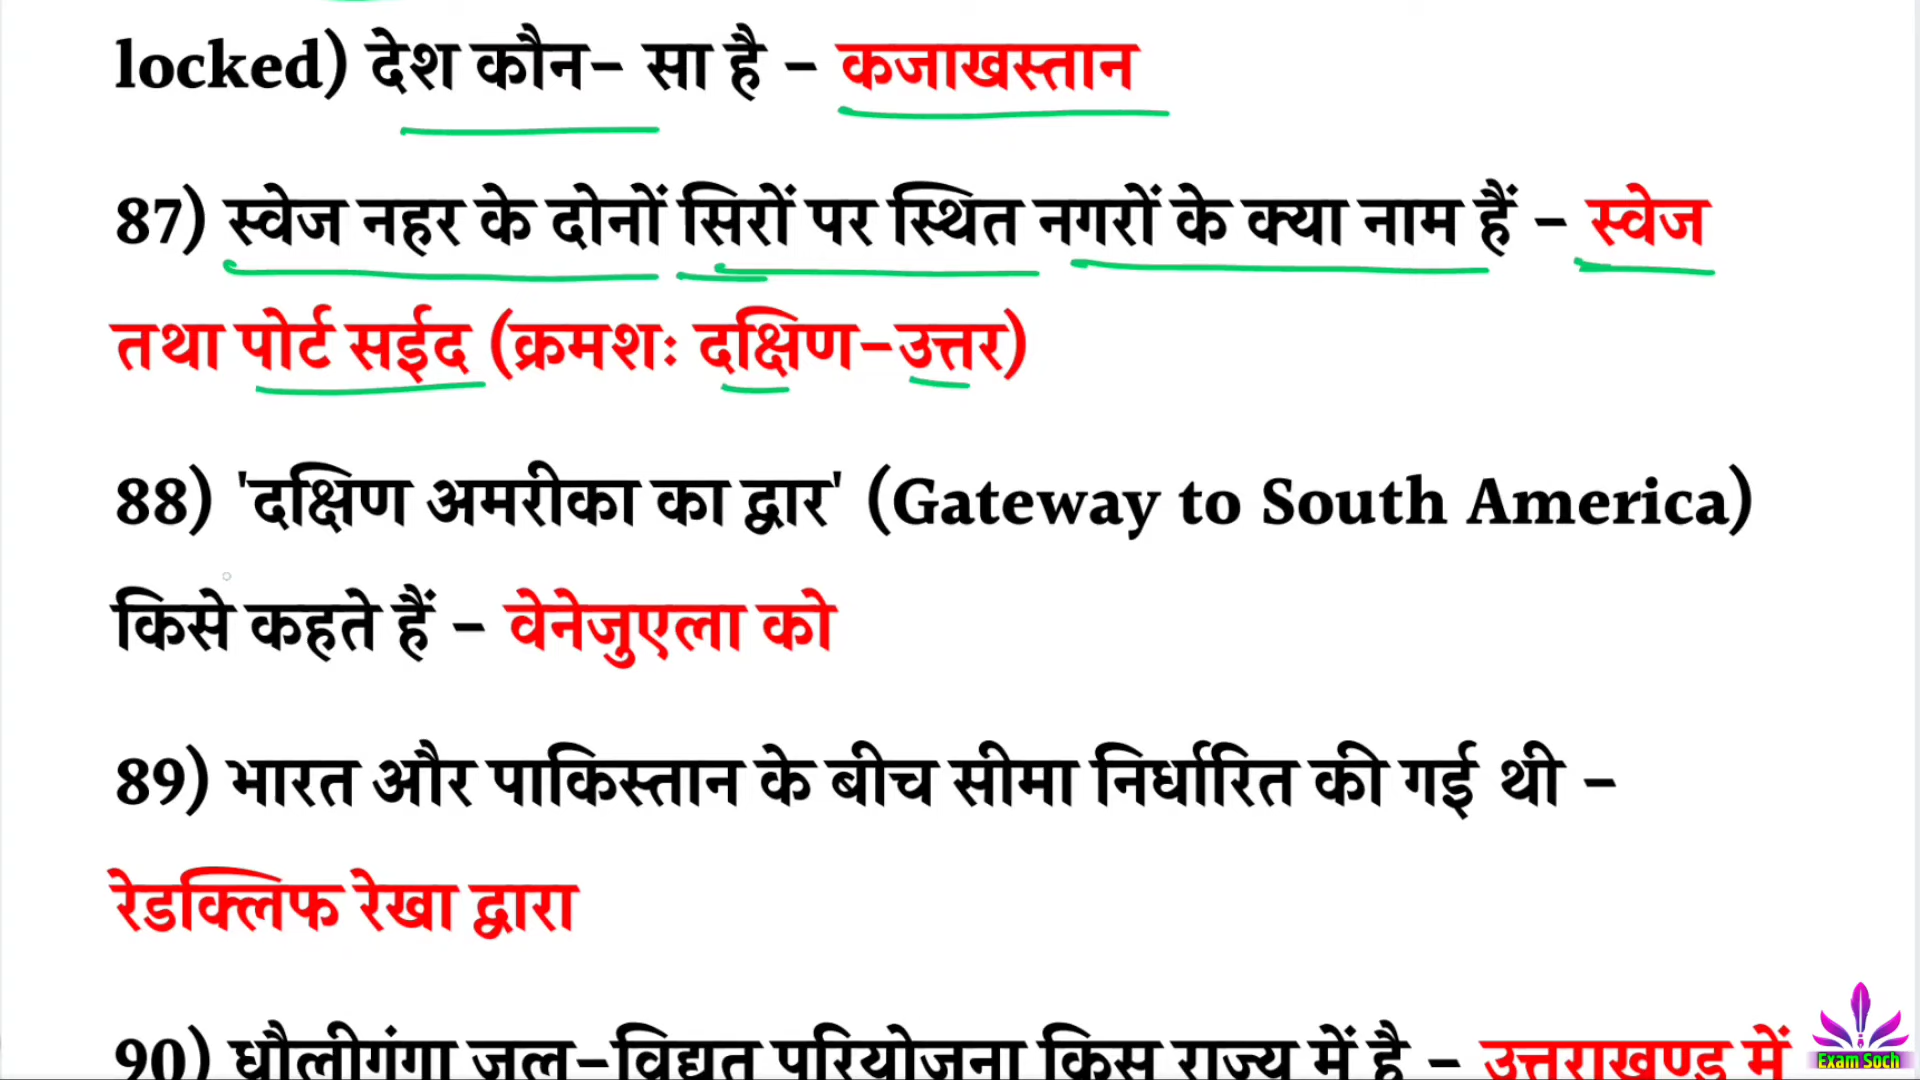 locked) देश कौन- सा है - कजाखस्तान
87) स्वेज नहर के दोनों सिरों पर स्थित नगरों के क्या नाम हैं - स्वेज
तथा पोर्ट सईद (क्रमशः दक्षिण-उत्तर)
88) 'दक्षिण अमरीका का द्वार' (Gateway to South America)
किसे कहते हैं - वेनेजुएला को
89) भारत और पाकिस्तान के बीच सीमा निर्धारित की गई थी -
रेडक्लिफ रेखा द्वारा
90) धौलीगंगा जल-विद्युत परियोजना किस राज्य में है - उत्तराखण्ड में
Exam Soch